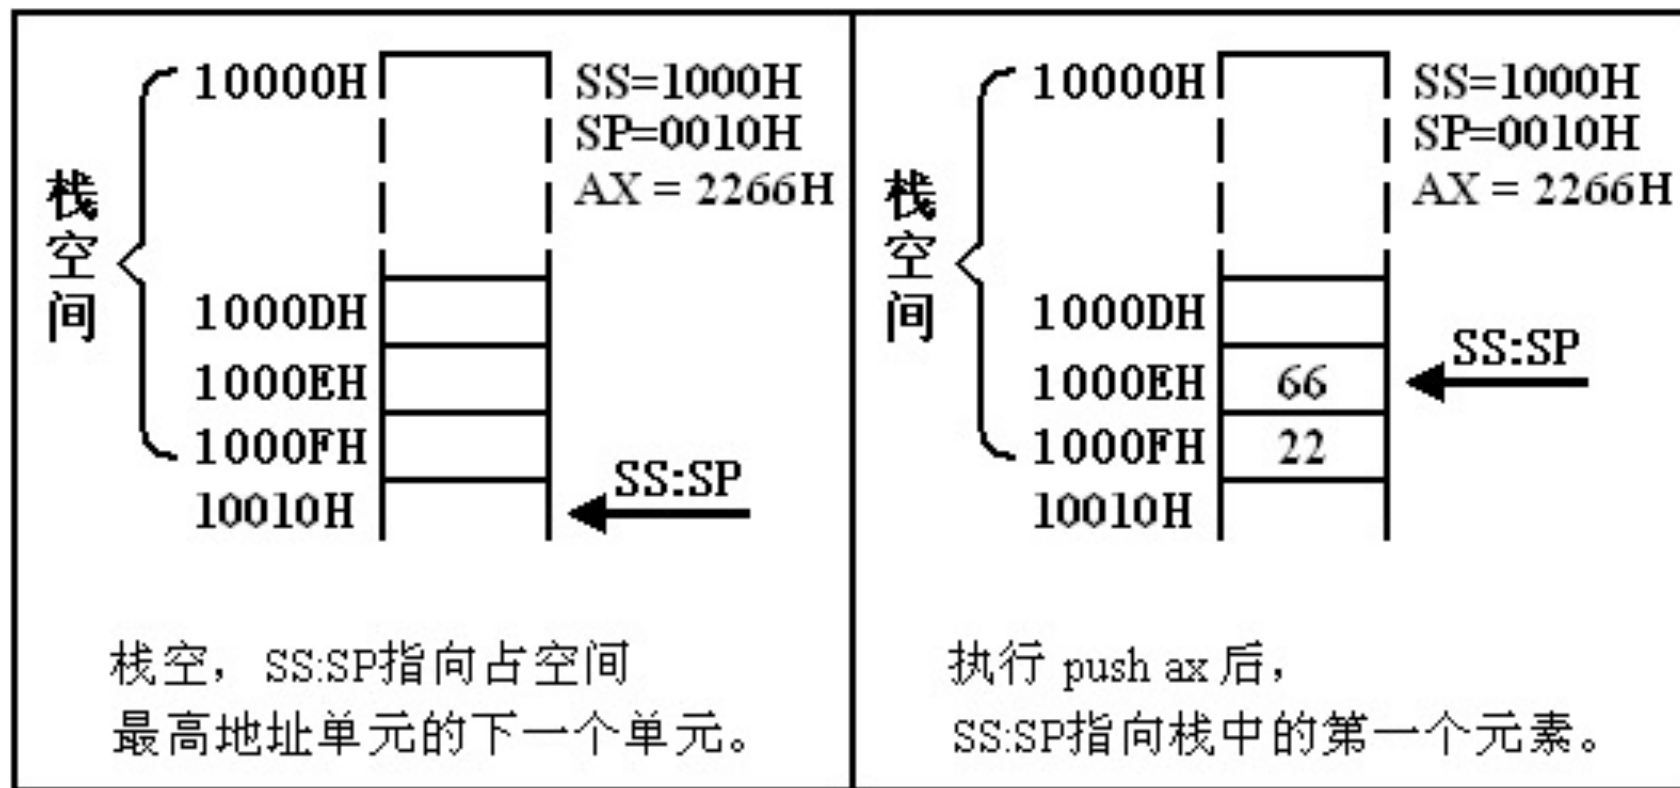 10000H
SS=1000H
SP=0010H
AX = 2266H
栈空间
1000DH
1000EH
1000FH
SS:SP
10010H
栈空，SS:SP指向占空间
最高地址单元的下一个单元。
10000H
SS=1000H
SP=0010H
AX = 2266H
栈空间
1000DH
SS:SP
1000EH 66
1000FH 22
10010H
执行 push ax 后，
SS:SP指向栈中的第一个元素。